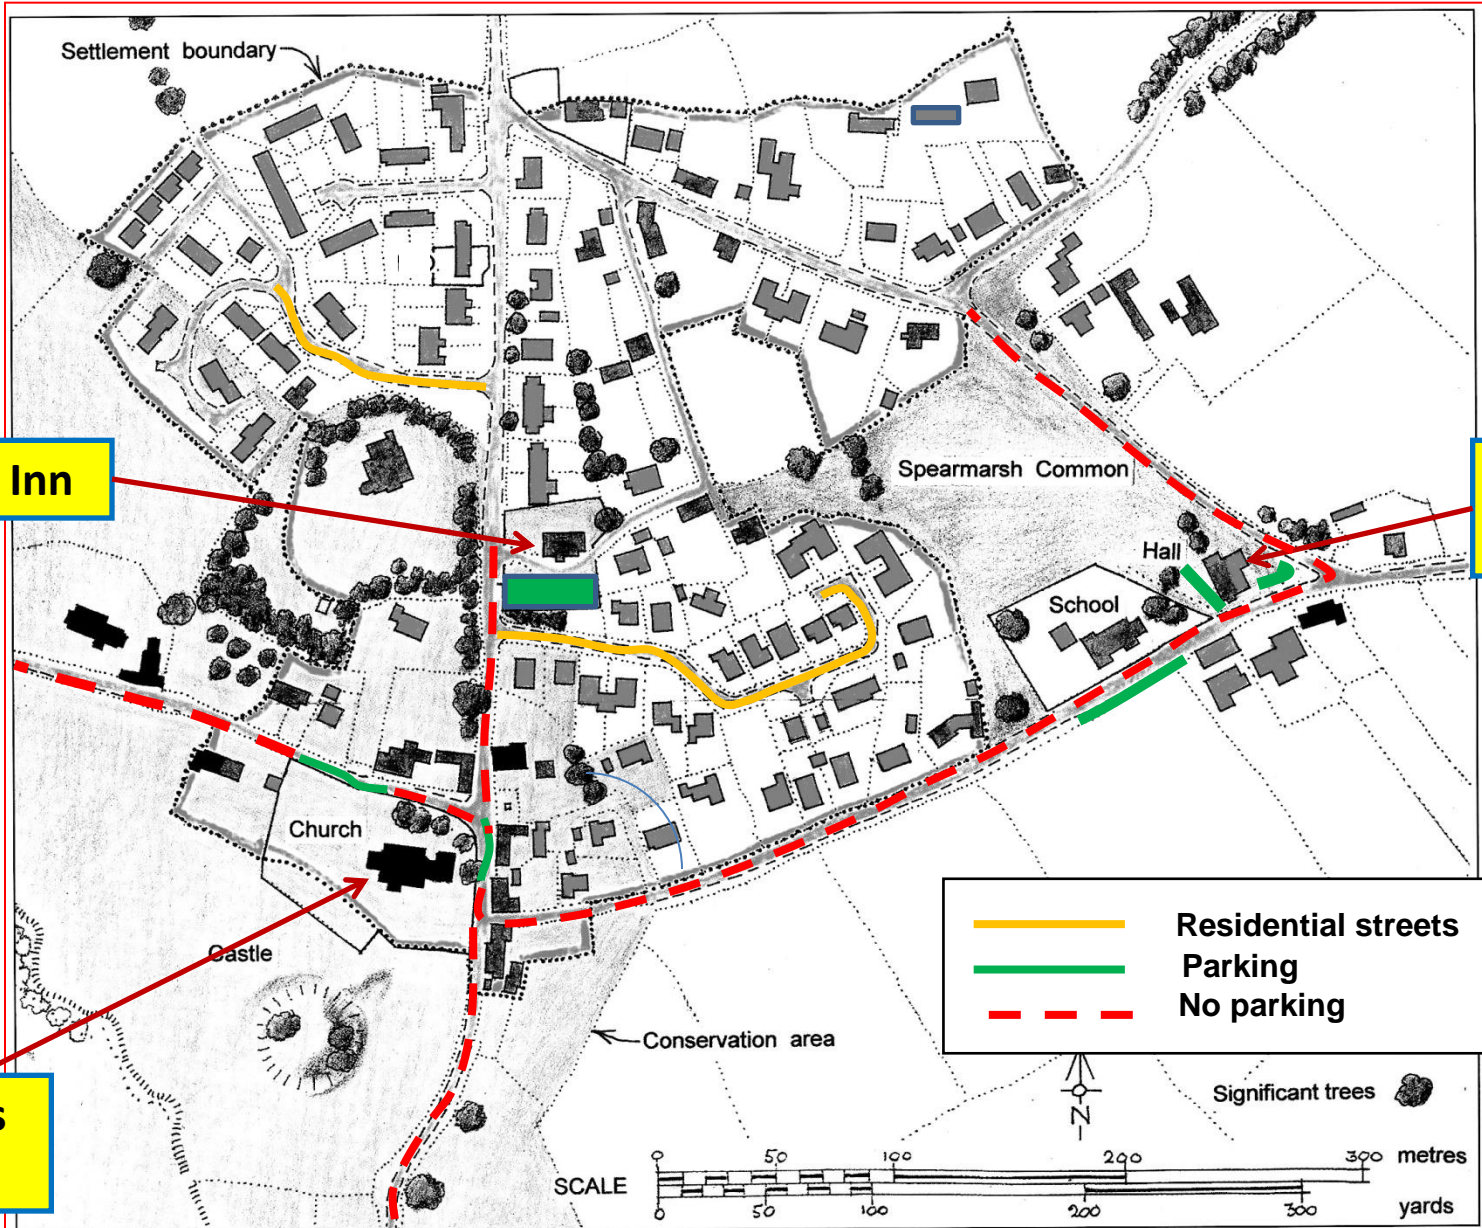 Settlement boundary
Inn
Spearmarsh Common
Hall
School
Church
Castle
Residential streets
Parking
No parking
Conservation area
Significant trees
N
s
SCALE
0 50 100 200 300 metres
0 50 100 200 300 yards